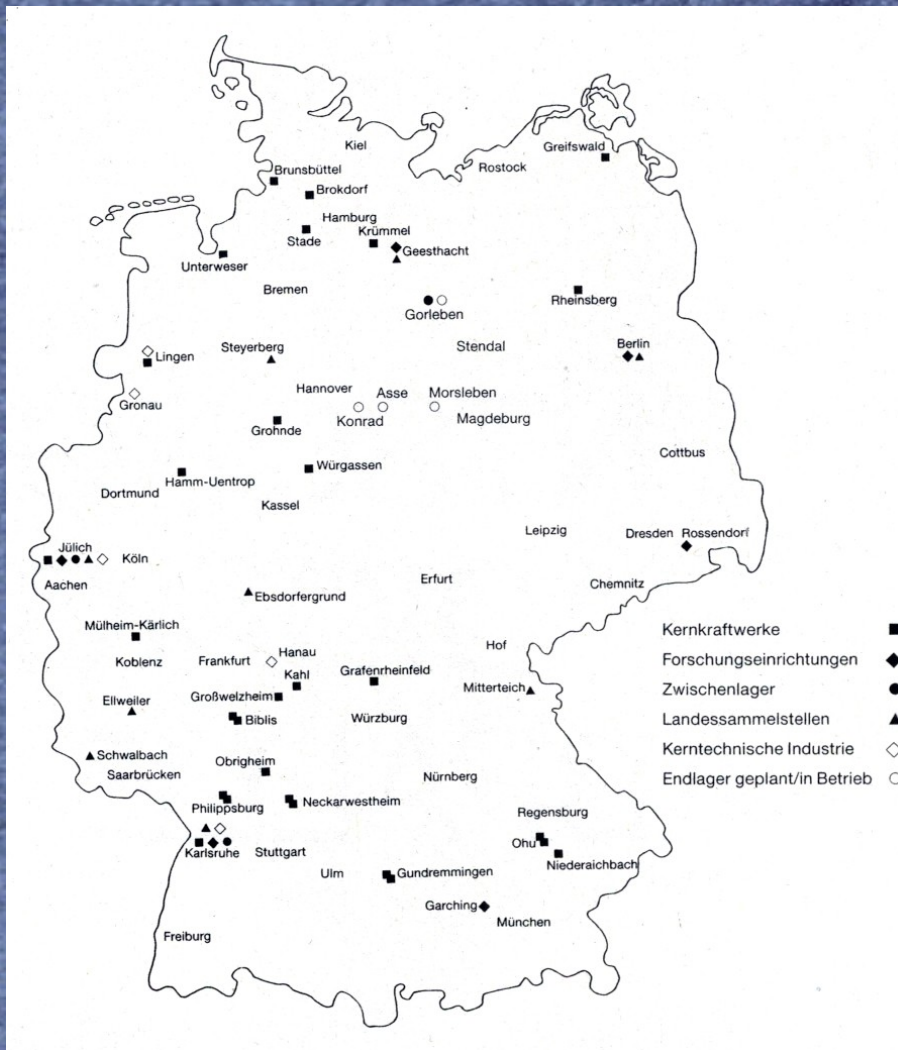 Kiel
Greifswald
Rostock
Brunsbüttel
Brokdorf
Hamburg
Krümmel
Stade
Geesthacht
Unterweser
Bremen
Rheinsberg
Gorleben
Steyerberg
Stendal
Berlin
Lingen
Hannover
Asse
Morsleben
Gronau
Konrad
Magdeburg
Grohnde
Cottbus
Würgassen
Hamm-Uentrop
Dortmund
Kassel
Leipzig
Dresden
Rossendorf
Jülich
Köln
Aachen
Erfurt
Chemnitz
Ebsdorfergrund
Mülheim-Kärlich
Hof
Hanau
Koblenz
Frankfurt
Kahl
Grafenrheinfeld
Mitterteich
Ellweiler
Großwelzheim
Biblis
Würzburg
Schwalbach
Saarbrücken
Obrigheim
Nürnberg
Philippsburg
Neckarwestheim
Regensburg
Ohu
Karlsruhe
Stuttgart
Niederaichbach
Ulm
Gundremmingen
Garching
München
Freiburg
Kernkraftwerke
Forschungseinrichtungen
Zwischenlager
Landessammelstellen
Kerntechnische Industrie
Endlager geplant/in Betrieb